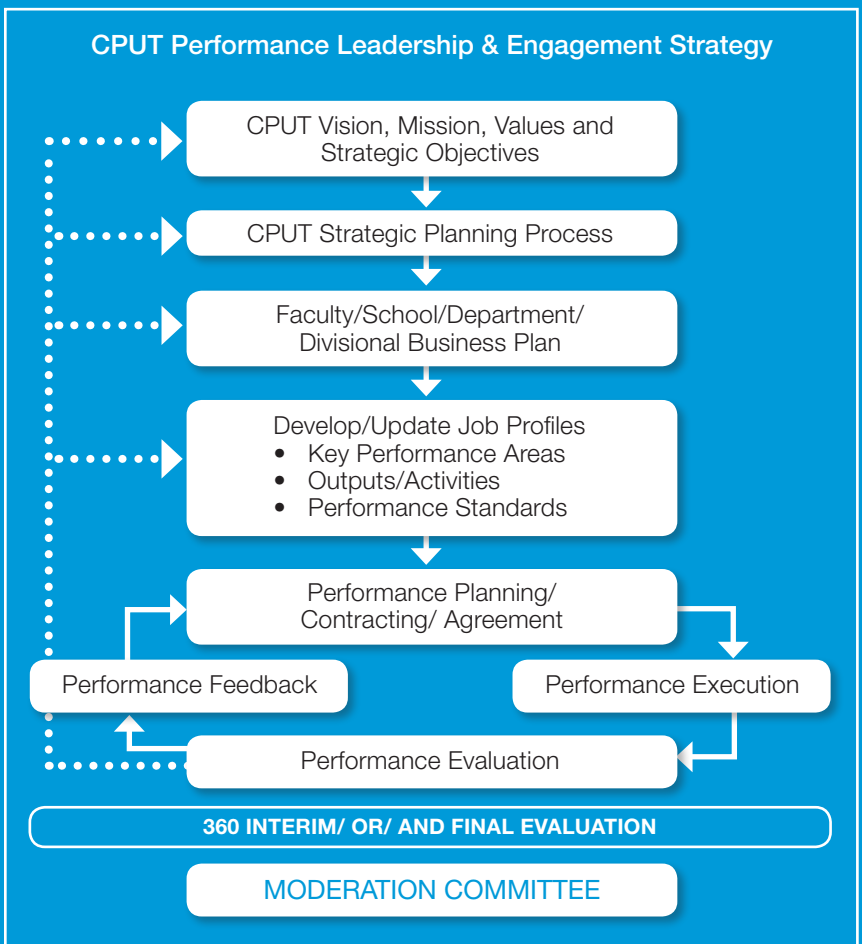 CPUT Performance Leadership & Engagement Strategy
CPUT Vision, Mission, Values and
Strategic Objectives
CPUT Strategic Planning Process
Faculty/School/Department/
Divisional Business Plan
Develop/Update Job Profiles
• Key Performance Areas
• Outputs/Activities
• Performance Standards
Performance Planning/
Contracting/ Agreement
Performance Feedback
Performance Execution
Performance Evaluation
360 INTERIM/ OR/ AND FINAL EVALUATION
MODERATION COMMITTEE